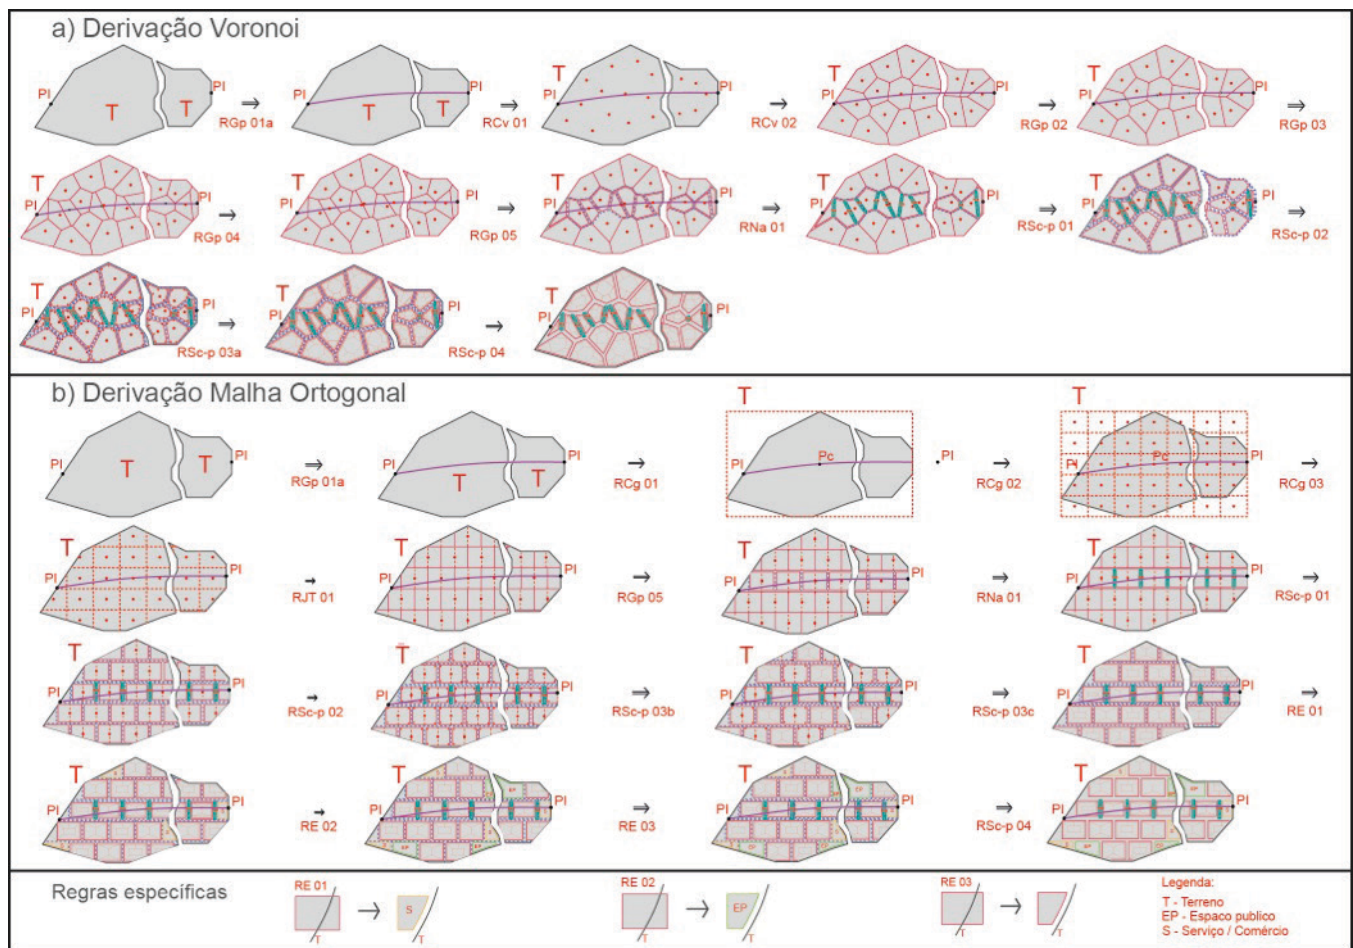 a) Derivação Voronoi
PI T T PI
RGp 01a
PI T T PI
RCv 01
T PI PI
RCv 02
T PI PI
RGp 02
T PI PI
RGp 03
T PI PI
RGp 04
T PI PI
RGp 05
T PI PI
RNa 01
T PI PI
RSc-p 01
T PI PI
RSc-p 02
T PI PI
RSc-p 03a
T PI PI
RSc-p 04
T PI PI
b) Derivação Malha Ortogonal
PI T T PI
RGp 01a
PI T T PI
RCg 01
T PI Pc PI
RCg 02
T PI Pc PI
RCg 03
T PI PI
RJT 01
T PI PI
RGp 05
T PI PI
RNa 01
T PI PI
RSc-p 01
T PI PI
RSc-p 02
T PI PI
RSc-p 03b
T PI PI
RSc-p 03c
T PI PI
RE 01
T PI PI
RE 02
T PI EP PI
RE 03
T PI PI
RSc-p 04
T PI EP PI
Regras específicas
RE 01
T
S
T
RE 02
T
EP
T
RE 03
T
T
Legenda:
T - Terreno
EP - Espaco publico
S - Serviço / Comércio